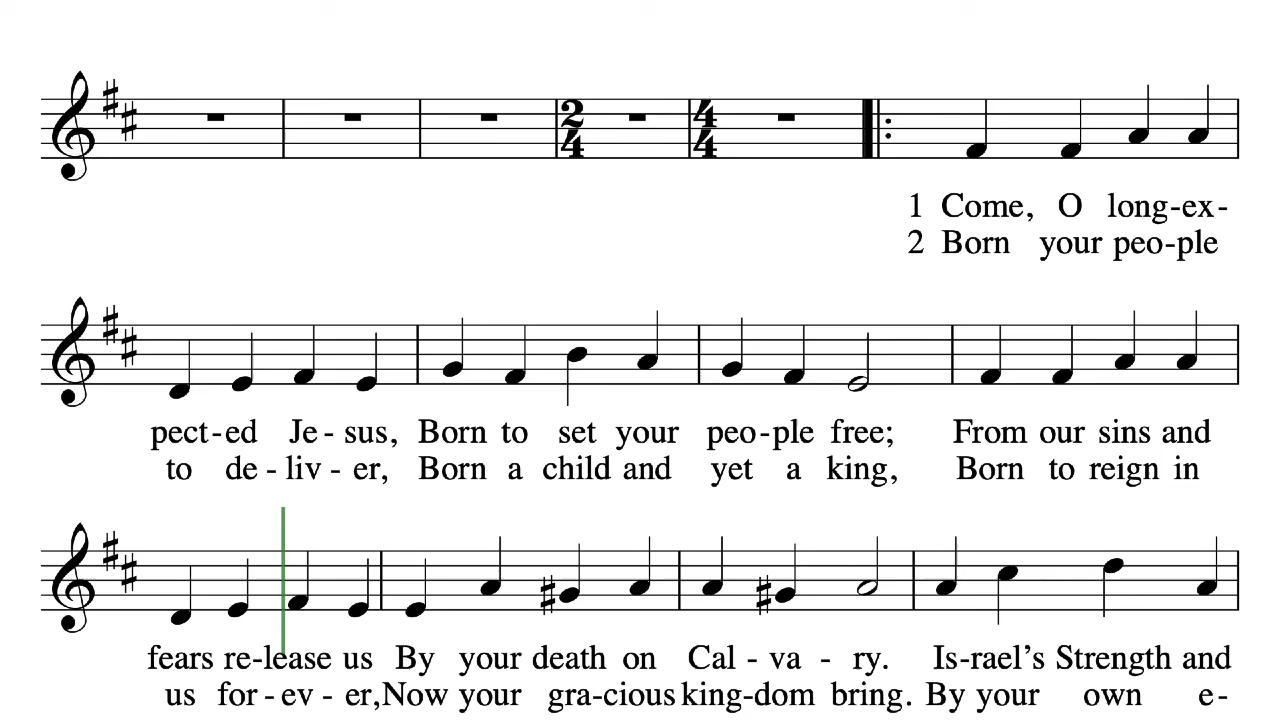 2 4 4 4
1 Come, O long-ex-
2 Born your peo-ple
pect-ed Je-sus, Born to set your peo-ple free; From our sins and
to de-liv-er, Born a child and yet a king, Born to reign in
fears re-lease us By your death on Cal-va-ry. Is-rael's Strength and
us for-ev-er, Now your gra-cious king-dom bring. By your own e-